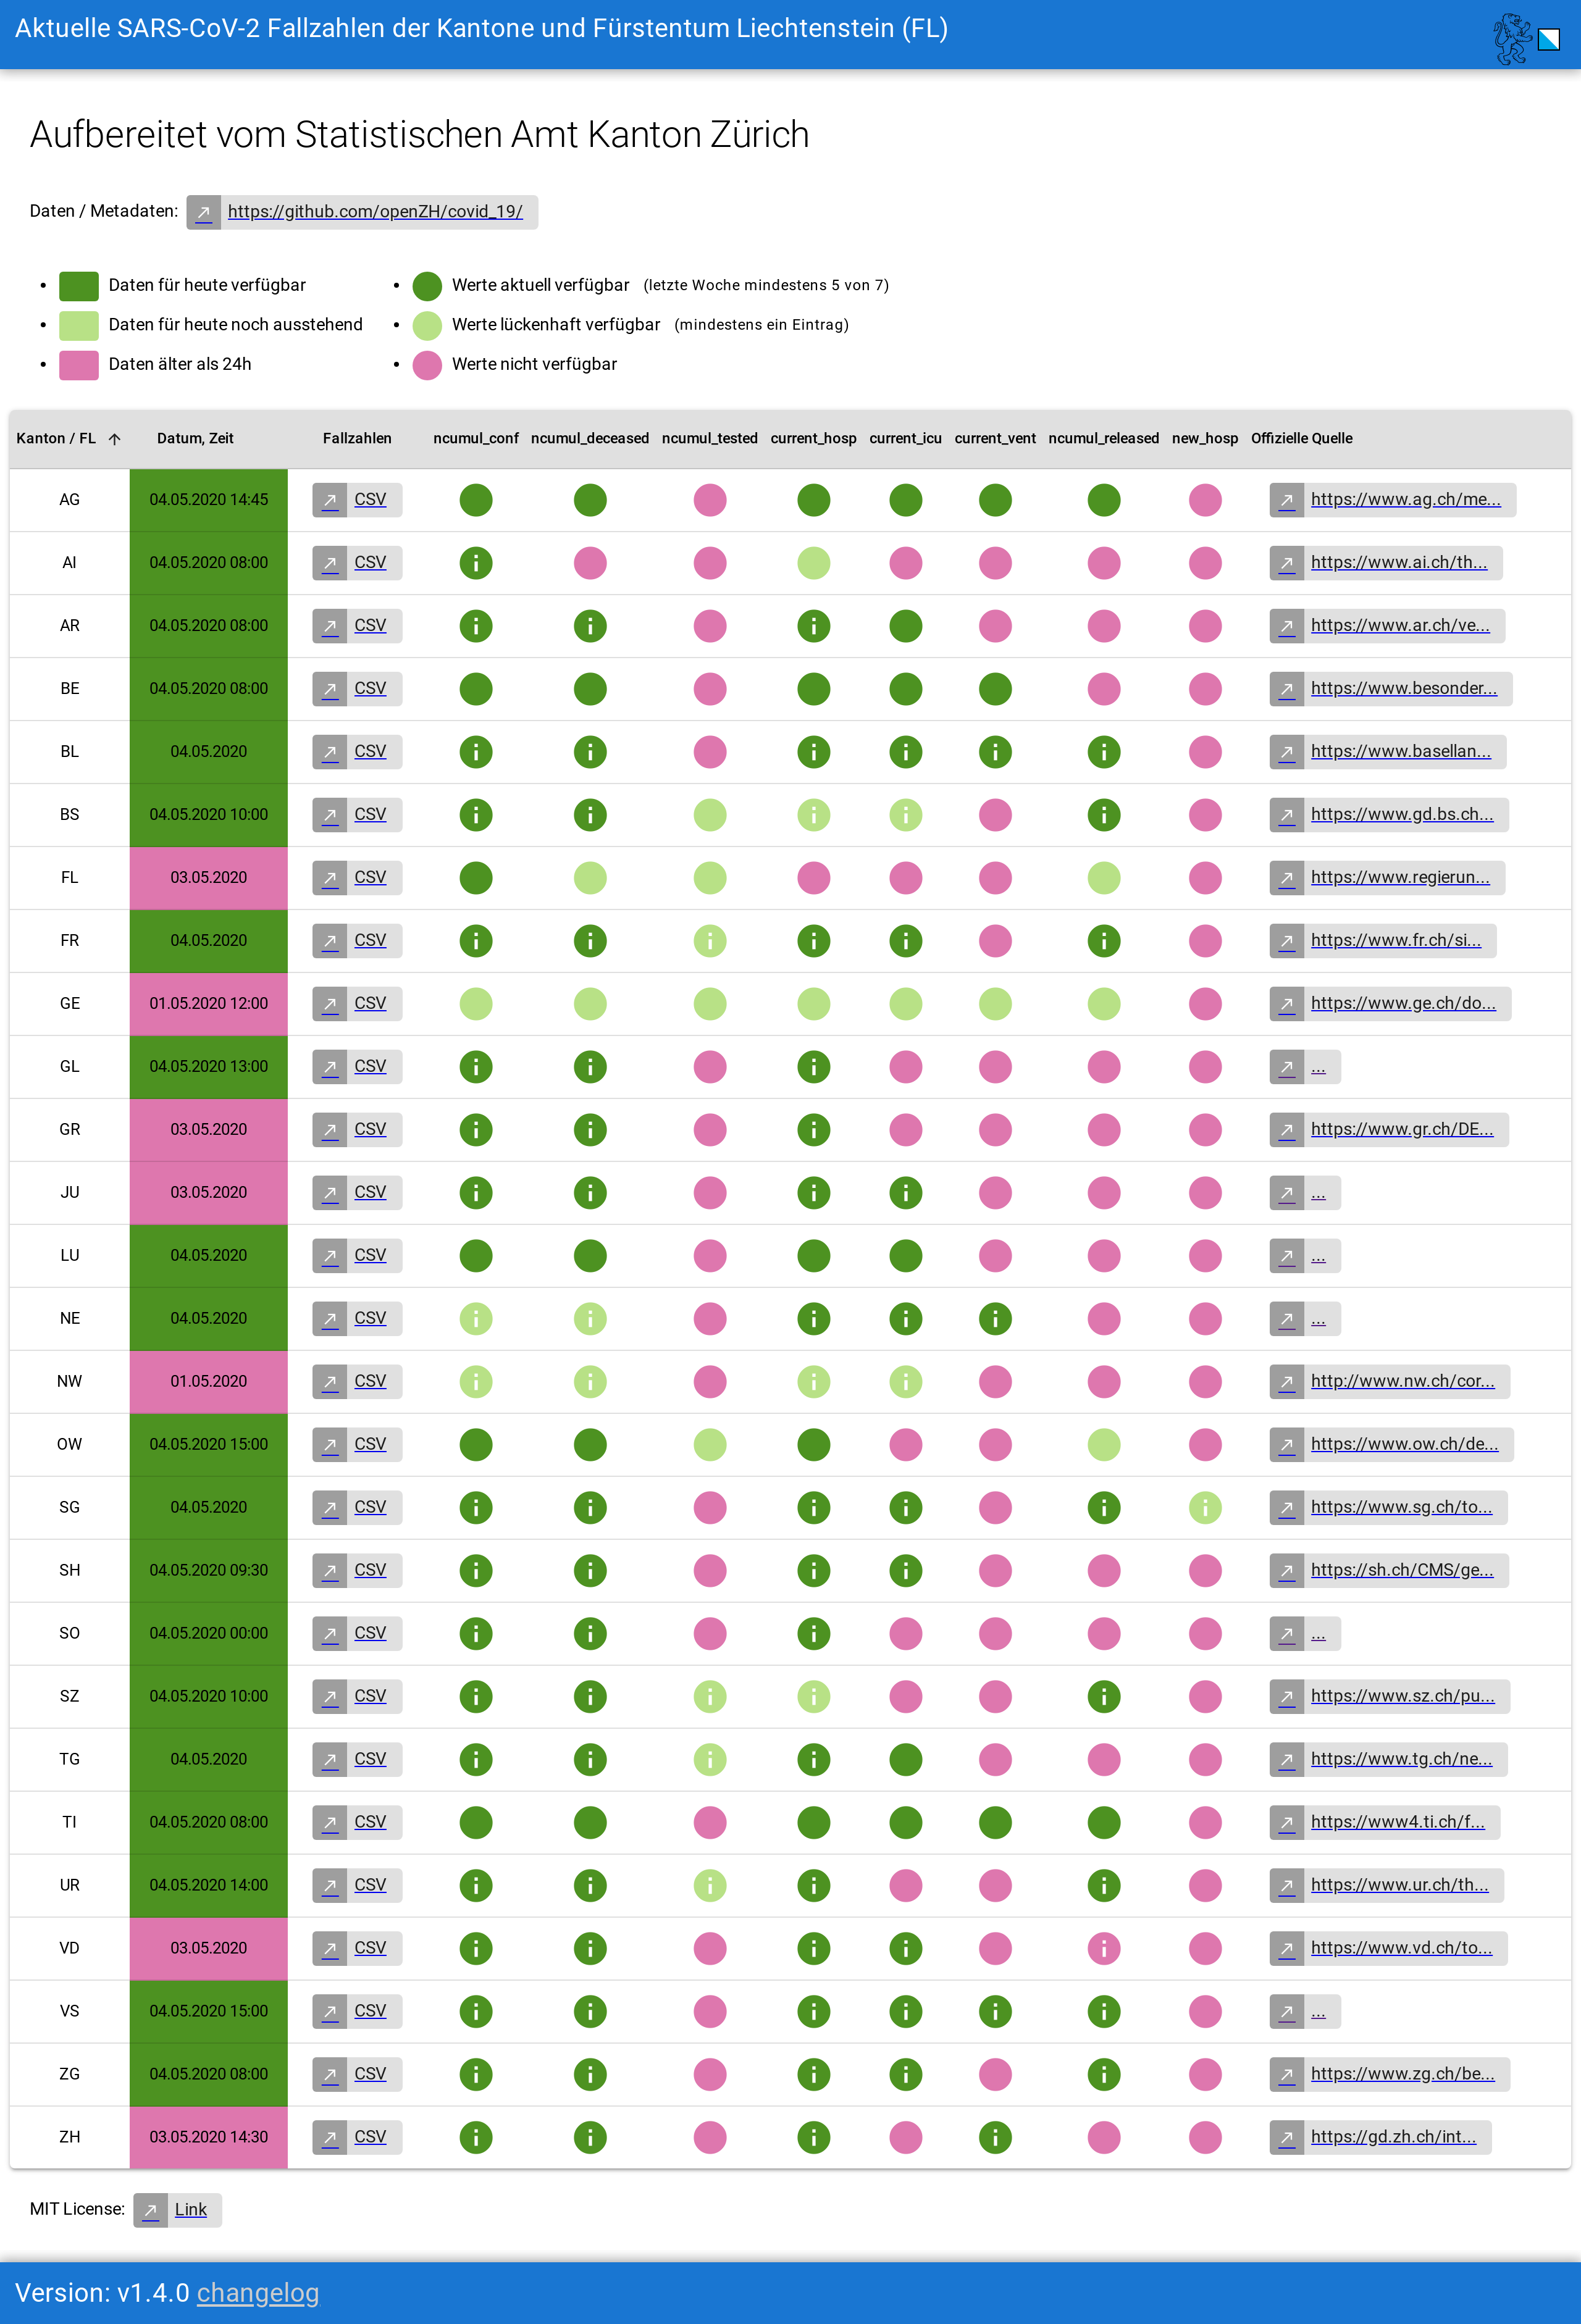 Aktuelle SARS-CoV-2 Fallzahlen der Kantone und Fürstentum Liechtenstein (FL)
Aufbereitet vom Statistischen Amt Kanton Zürich
Daten / Metadaten: https://github.com/openZH/covid_19/
Daten für heute verfügbar
Daten für heute noch ausstehend
Daten älter als 24h
Werte aktuell verfügbar (letzte Woche mindestens 5 von 7)
Werte lückenhaft verfügbar (mindestens ein Eintrag)
Werte nicht verfügbar
Kanton / FL Datum, Zeit Fallzahlen ncumul_conf ncumul_deceased ncumul_tested current_hosp current_icu current_vent ncumul_released new_hosp Offizielle Quelle
AG 04.05.2020 14:45 CSV https://www.ag.ch/me...
AI 04.05.2020 08:00 CSV i https://www.ai.ch/th...
AR 04.05.2020 08:00 CSV i i i https://www.ar.ch/ve...
BE 04.05.2020 08:00 CSV https://www.besonder...
BL 04.05.2020 CSV i i i i i i https://www.basellan...
BS 04.05.2020 10:00 CSV i i i i i https://www.gd.bs.ch...
FL 03.05.2020 CSV https://www.regierun...
FR 04.05.2020 CSV i i i i i i https://www.fr.ch/si...
GE 01.05.2020 12:00 CSV https://www.ge.ch/do...
GL 04.05.2020 13:00 CSV i i i ...
GR 03.05.2020 CSV i i i https://www.gr.ch/DE...
JU 03.05.2020 CSV i i i i ...
LU 04.05.2020 CSV ...
NE 04.05.2020 CSV i i i i i ...
NW 01.05.2020 CSV i i i i http://www.nw.ch/cor...
OW 04.05.2020 15:00 CSV https://www.ow.ch/de...
SG 04.05.2020 CSV i i i i i i https://www.sg.ch/to...
SH 04.05.2020 09:30 CSV i i i i https://sh.ch/CMS/ge...
SO 04.05.2020 00:00 CSV i i i ...
SZ 04.05.2020 10:00 CSV i i i i i https://www.sz.ch/pu...
TG 04.05.2020 CSV i i i i https://www.tg.ch/ne...
TI 04.05.2020 08:00 CSV https://www4.ti.ch/f...
UR 04.05.2020 14:00 CSV i i i i i https://www.ur.ch/th...
VD 03.05.2020 CSV i i i i i https://www.vd.ch/to...
VS 04.05.2020 15:00 CSV i i i i i i ...
ZG 04.05.2020 08:00 CSV i i i i i https://www.zg.ch/be...
ZH 03.05.2020 14:30 CSV i i i i https://gd.zh.ch/int...
MIT License: Link
Version: v1.4.0 changelog